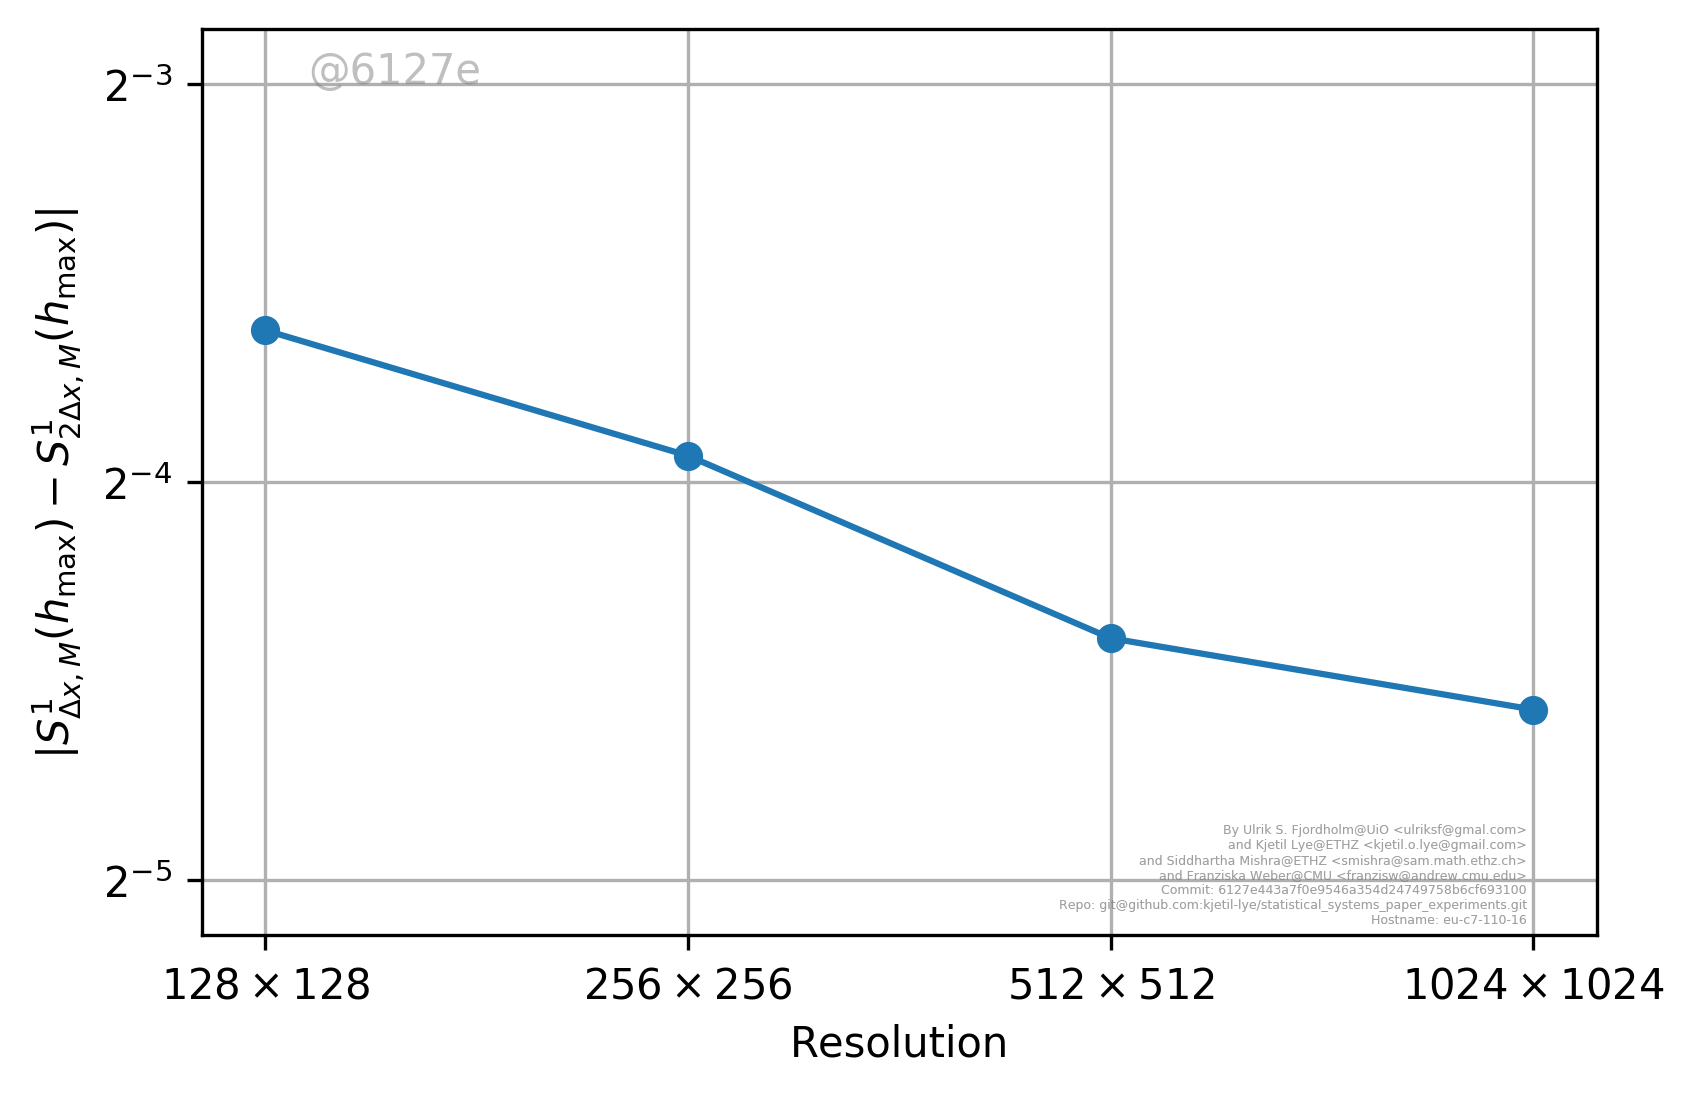 @6127e
2⁻³
2⁻⁴
2⁻⁵
|S¹_{Δx,M}(h_max) − S¹_{2Δx,M}(h_max)|
By Ulrik S. Fjordholm@UiO <ulriksf@gmal.com>
and Kjetil Lye@ETHZ <kjetil.o.lye@gmail.com>
and Siddhartha Mishra@ETHZ <smishra@sam.math.ethz.ch>
and Franziska Weber@CMU <franzisw@andrew.cmu.edu>
Commit: 6127e443a7f0e9546a354d24749758b6cf693100
Repo: git@github.com:kjetil-lye/statistical_systems_paper_experiments.git
Hostname: eu-c7-110-16
128 × 128
256 × 256
512 × 512
1024 × 1024
Resolution